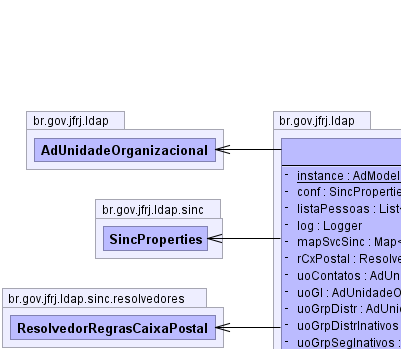 br.gov.jfrj.ldap
AdUnidadeOrganizacional
br.gov.jfrj.ldap.sinc
SincProperties
br.gov.jfrj.ldap.sinc.resolvedores
ResolvedorRegrasCaixaPostal
br.gov.jfrj.ldap
- instance : AdModel
- conf : SincPropertie
- listaPessoas : List<
- log : Logger
- mapSvcSinc : Map<
- rCxPostal : Resolve
- uoContatos : AdUni
- uoGI : AdUnidadeO
- uoGrpDistr : AdUnid
- uoGrpDistrInativos
- uoGrpSegInativos :